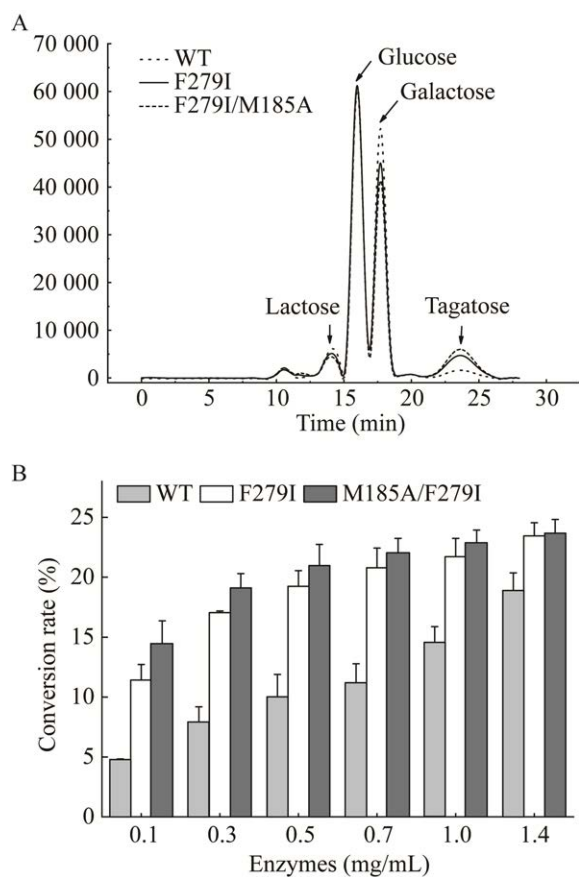 A
70 000
60 000
50 000
40 000
30 000
20 000
10 000
0
WT
F279I
F279I/M185A
Glucose
Galactose
Lactose
Tagatose
0 5 10 15 20 25 30
Time (min)
B
WT F279I M185A/F279I
Conversion rate (%)
25
20
15
10
5
0
0.1 0.3 0.5 0.7 1.0 1.4
Enzymes (mg/mL)